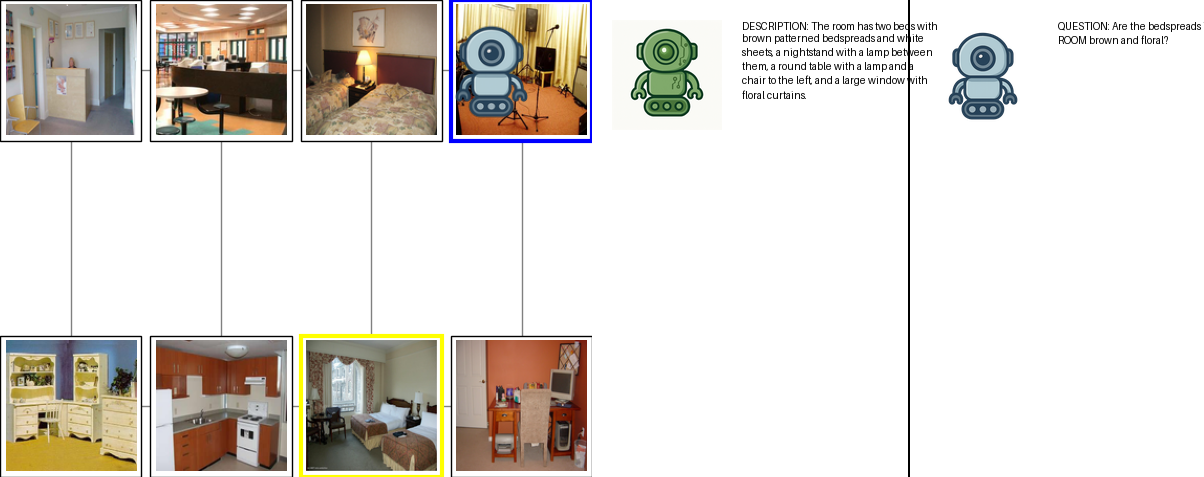 DESCRIPTION: The room has two beds with
brown patterned bedspreads and white
sheets, a nightstand with a lamp between
them, a round table with a lamp and a
chair to the left, and a large window with
floral curtains.
QUESTION: Are the bedspreads
ROOM brown and floral?